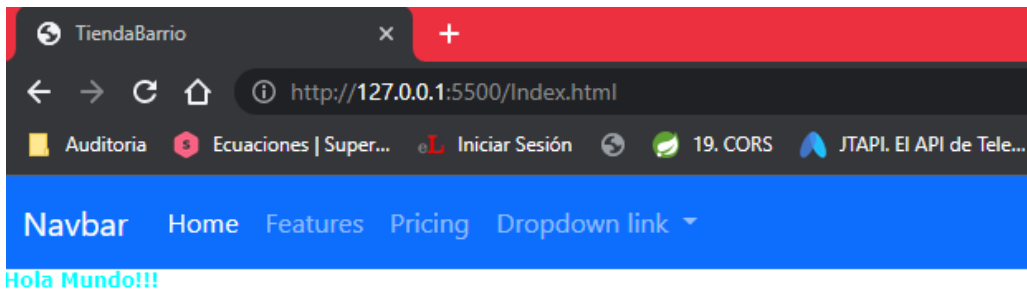 TiendaBarrio
http://127.0.0.1:5500/Index.html
Auditoria Ecuaciones | Super... eL Iniciar Sesión 19. CORS JTAPI. El API de Tele...
Navbar Home Features Pricing Dropdown link
Hola Mundo!!!